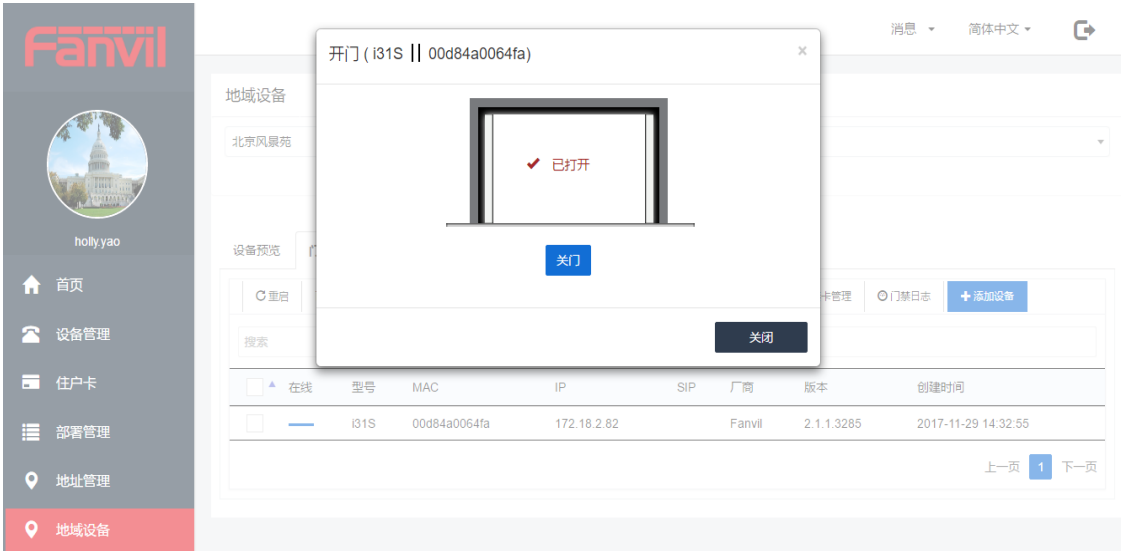 Fanvil
消息 简体中文
开门 ( i31S || 00d84a0064fa) ×
地域设备
北京风景苑
已打开
holly.yao
设备预览
关门
首页
重启 卡管理 门禁日志 添加设备
设备管理
搜索 关闭
住户卡
在线 型号 MAC IP SIP 厂商 版本 创建时间
i31S 00d84a0064fa 172.18.2.82 Fanvil 2.1.1.3285 2017-11-29 14:32:55
部署管理
上一页 1 下一页
地址管理
地域设备